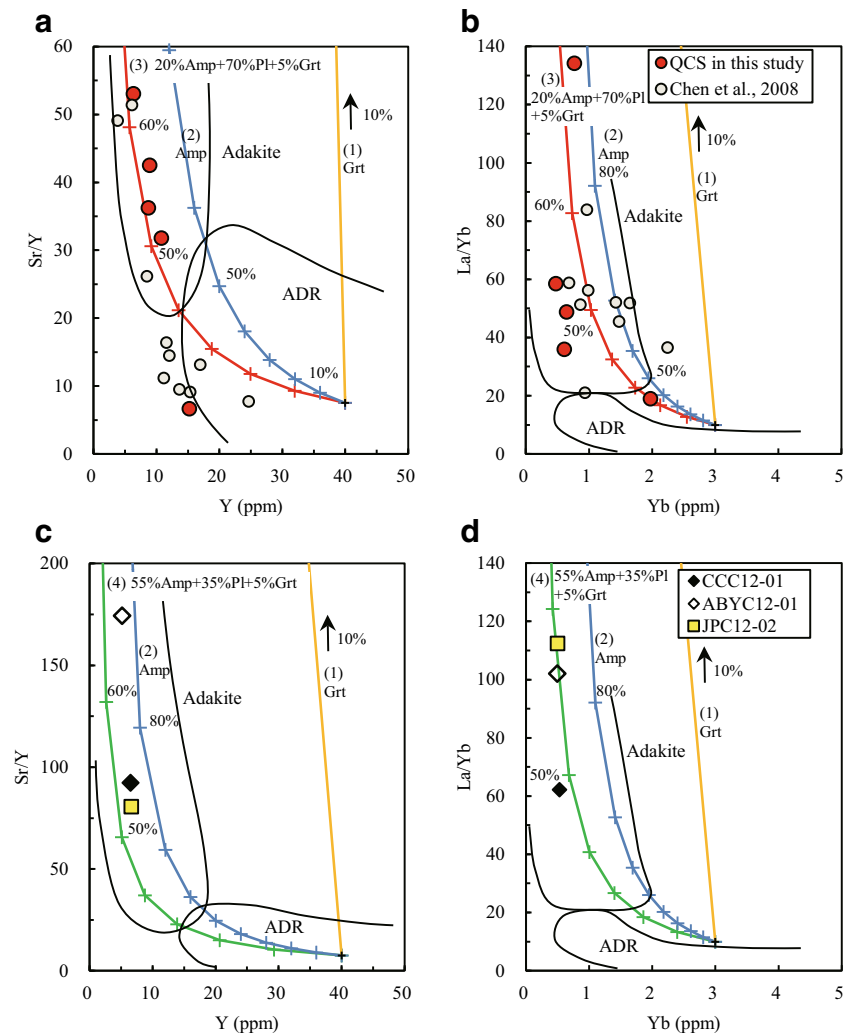 a
60
50
40
30
20
10
0
Sr/Y
(3) 20%Amp+70%Pl+5%Grt
60%
(2)
Amp
Adakite
10%
(1)
Grt
50%
50%
ADR
10%
0 10 20 30 40 50
Y (ppm)
b
140
120
100
80
60
40
20
0
La/Yb
QCS in this study
Chen et al., 2008
(3)
20%Amp+70%Pl
+5%Grt
10%
(2)
Amp
80%
(1)
Grt
60%
Adakite
50%
50%
ADR
0 1 2 3 4 5
Yb (ppm)
c
200
150
100
50
0
Sr/Y
(4) 55%Amp+35%Pl+5%Grt
10%
(2)
Amp
60%
80%
Adakite
(1)
Grt
50%
ADR
0 10 20 30 40 50
Y (ppm)
d
140
120
100
80
60
40
20
0
La/Yb
(4) 55%Amp+35%Pl
+5%Grt
CCC12-01
ABYC12-01
JPC12-02
(2)
Amp
10%
80%
(1)
Grt
Adakite
50%
ADR
0 1 2 3 4 5
Yb (ppm)